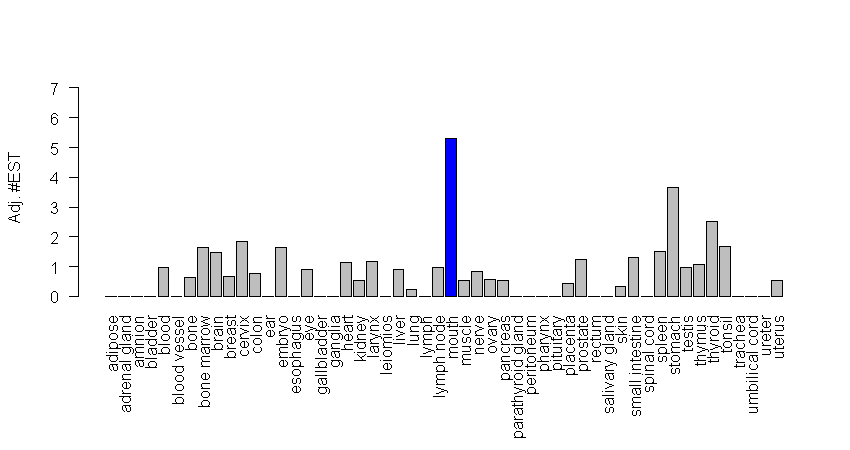 7
6
5
4
3
2
1
0
Adj. #EST
adipose
adrenal gland
amnion
bladder
blood
blood vessel
bone
bone marrow
brain
breast
cervix
colon
ear
embryo
esophagus
eye
gallbladder
ganglia
heart
kidney
larynx
leiomios
liver
lung
lymph
lymph node
mouth
muscle
nerve
ovary
pancreas
parathyroid gland
peritoneum
pharynx
pituitary
placenta
prostate
rectum
salivary gland
skin
small intestine
spinal cord
spleen
stomach
testis
thymus
thyroid
tonsil
trachea
umbilical cord
ureter
uterus